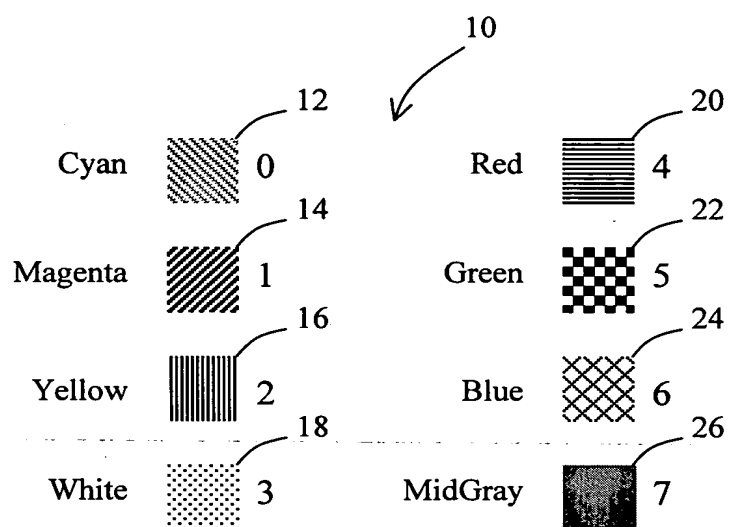 10
12
Cyan 0
14
Magenta 1
16
Yellow 2
18
White 3
20
Red 4
22
Green 5
24
Blue 6
26
MidGray 7